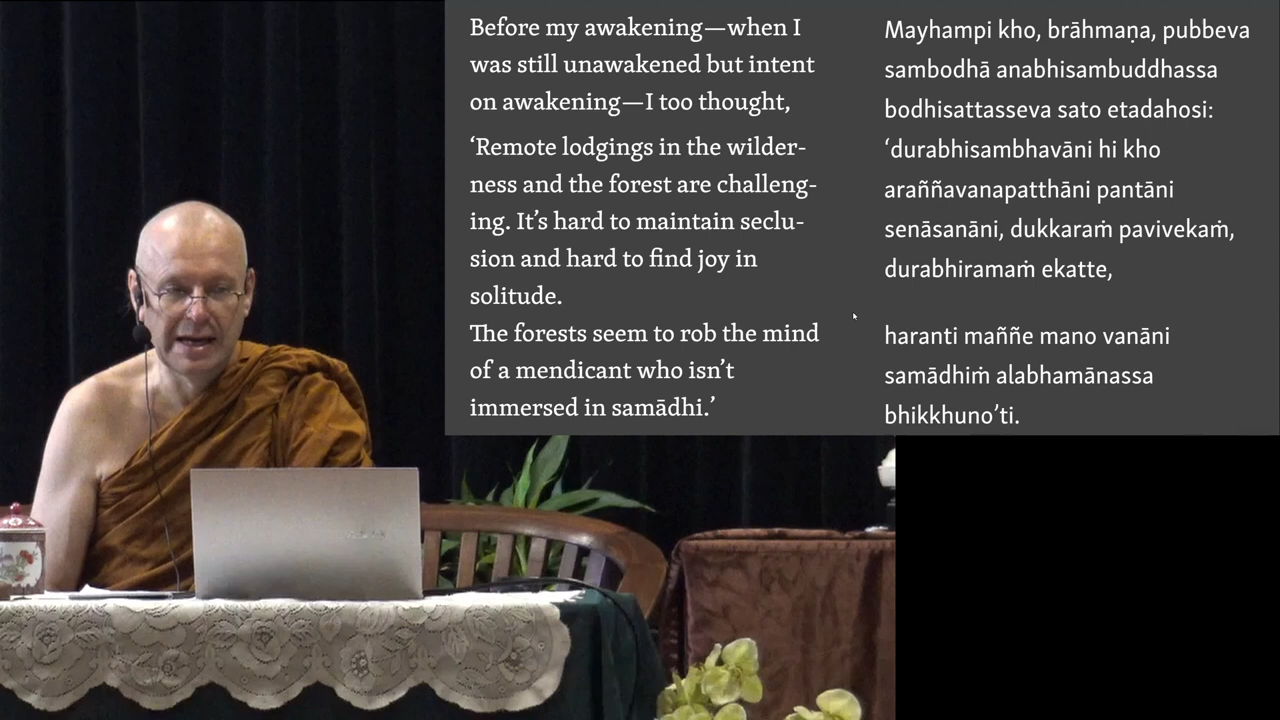 Before my awakening—when I
was still unawakened but intent
on awakening—I too thought,
‘Remote lodgings in the wilder-
ness and the forest are challeng-
ing. It’s hard to maintain seclu-
sion and hard to find joy in
solitude.
The forests seem to rob the mind
of a mendicant who isn’t
immersed in samādhi.’
Mayhampi kho, brāhmaṇa, pubbeva
sambodhā anabhisambuddhassa
bodhisattasseva sato etadahosi:
‘durabhisambhavāni hi kho
araññavanapatthāni pantāni
senāsanāni, dukkaraṁ pavivekaṁ,
durabhiramaṁ ekatte,
haranti maññe mano vanāni
samādhiṁ alabhamānassa
bhikkhuno’ti.